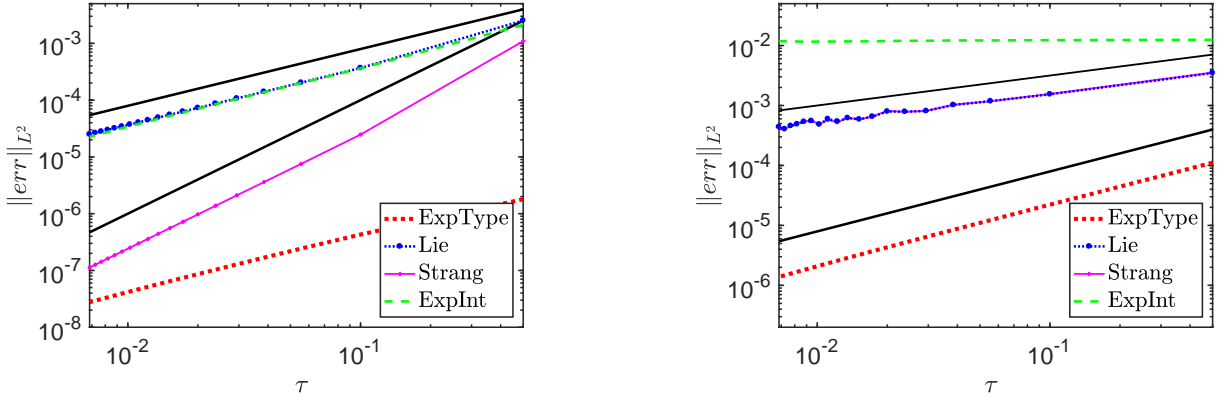 10^{-3}
10^{-4}
10^{-5}
10^{-6}
10^{-7}
10^{-8}
||err||_{L^2}
ExpType
Lie
Strang
ExpInt
10^{-2} 10^{-1}
τ
10^{-2}
10^{-3}
10^{-4}
10^{-5}
10^{-6}
||err||_{L^2}
ExpType
Lie
Strang
ExpInt
10^{-2} 10^{-1}
τ